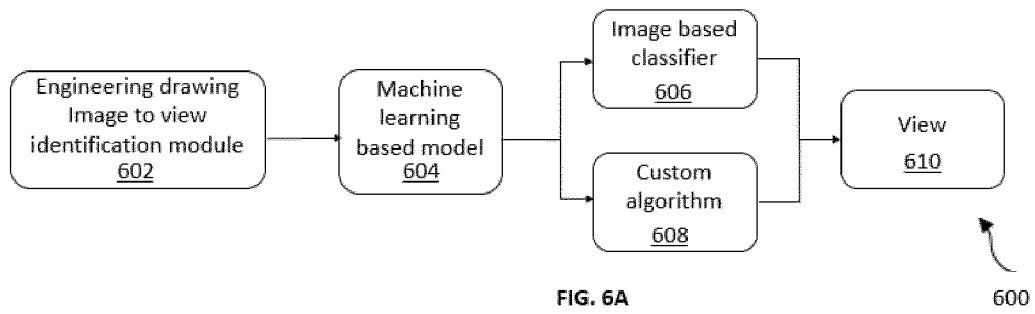 Engineering drawing
Image to view
identification module
602
Machine
learning
based model
604
Image based
classifier
606
Custom
algorithm
608
View
610
FIG. 6A
600